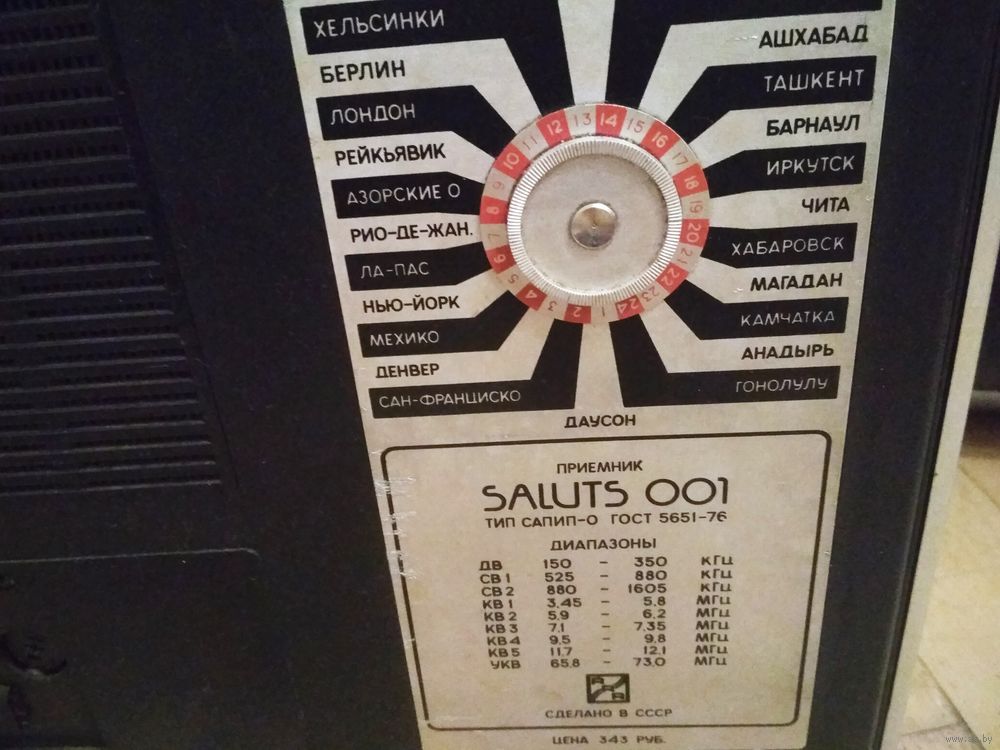 ХЕЛЬСИНКИ
БЕРЛИН
ЛОНДОН
РЕЙКЬЯВИК
АЗОРСКИЕ О
РИО-ДЕ-ЖАН.
ЛА-ПАС
НЬЮ-ЙОРК
МЕХИКО
ДЕНВЕР
САН-ФРАНЦИСКО
ДАУСОН
АШХАБАД
ТАШКЕНТ
БАРНАУЛ
ИРКУТСК
ЧИТА
ХАБАРОВСК
МАГАДАН
КАМЧАТКА
АНАДЫРЬ
ГОНОЛУЛУ
1 2 3 4 5 6 7 8 9 10 11 12 13 14 15 16 17 18 19 20 21 22 23 24
ПРИЕМНИК
SALUTS 001
ТИП САПИП-0 ГОСТ 5651-76
ДИАПАЗОНЫ
ДВ 150 - 350 КГЦ
СВ1 525 - 880 КГЦ
СВ2 880 - 1605 КГЦ
КВ1 3,45 - 5,8 МГЦ
КВ2 5,9 - 6,2 МГЦ
КВ3 7,1 - 7,35 МГЦ
КВ4 9,5 - 9,8 МГЦ
КВ5 11,7 - 12,1 МГЦ
УКВ 65,8 - 73,0 МГЦ
СДЕЛАНО В СССР
ЦЕНА 343 РУБ.
www.ay.by